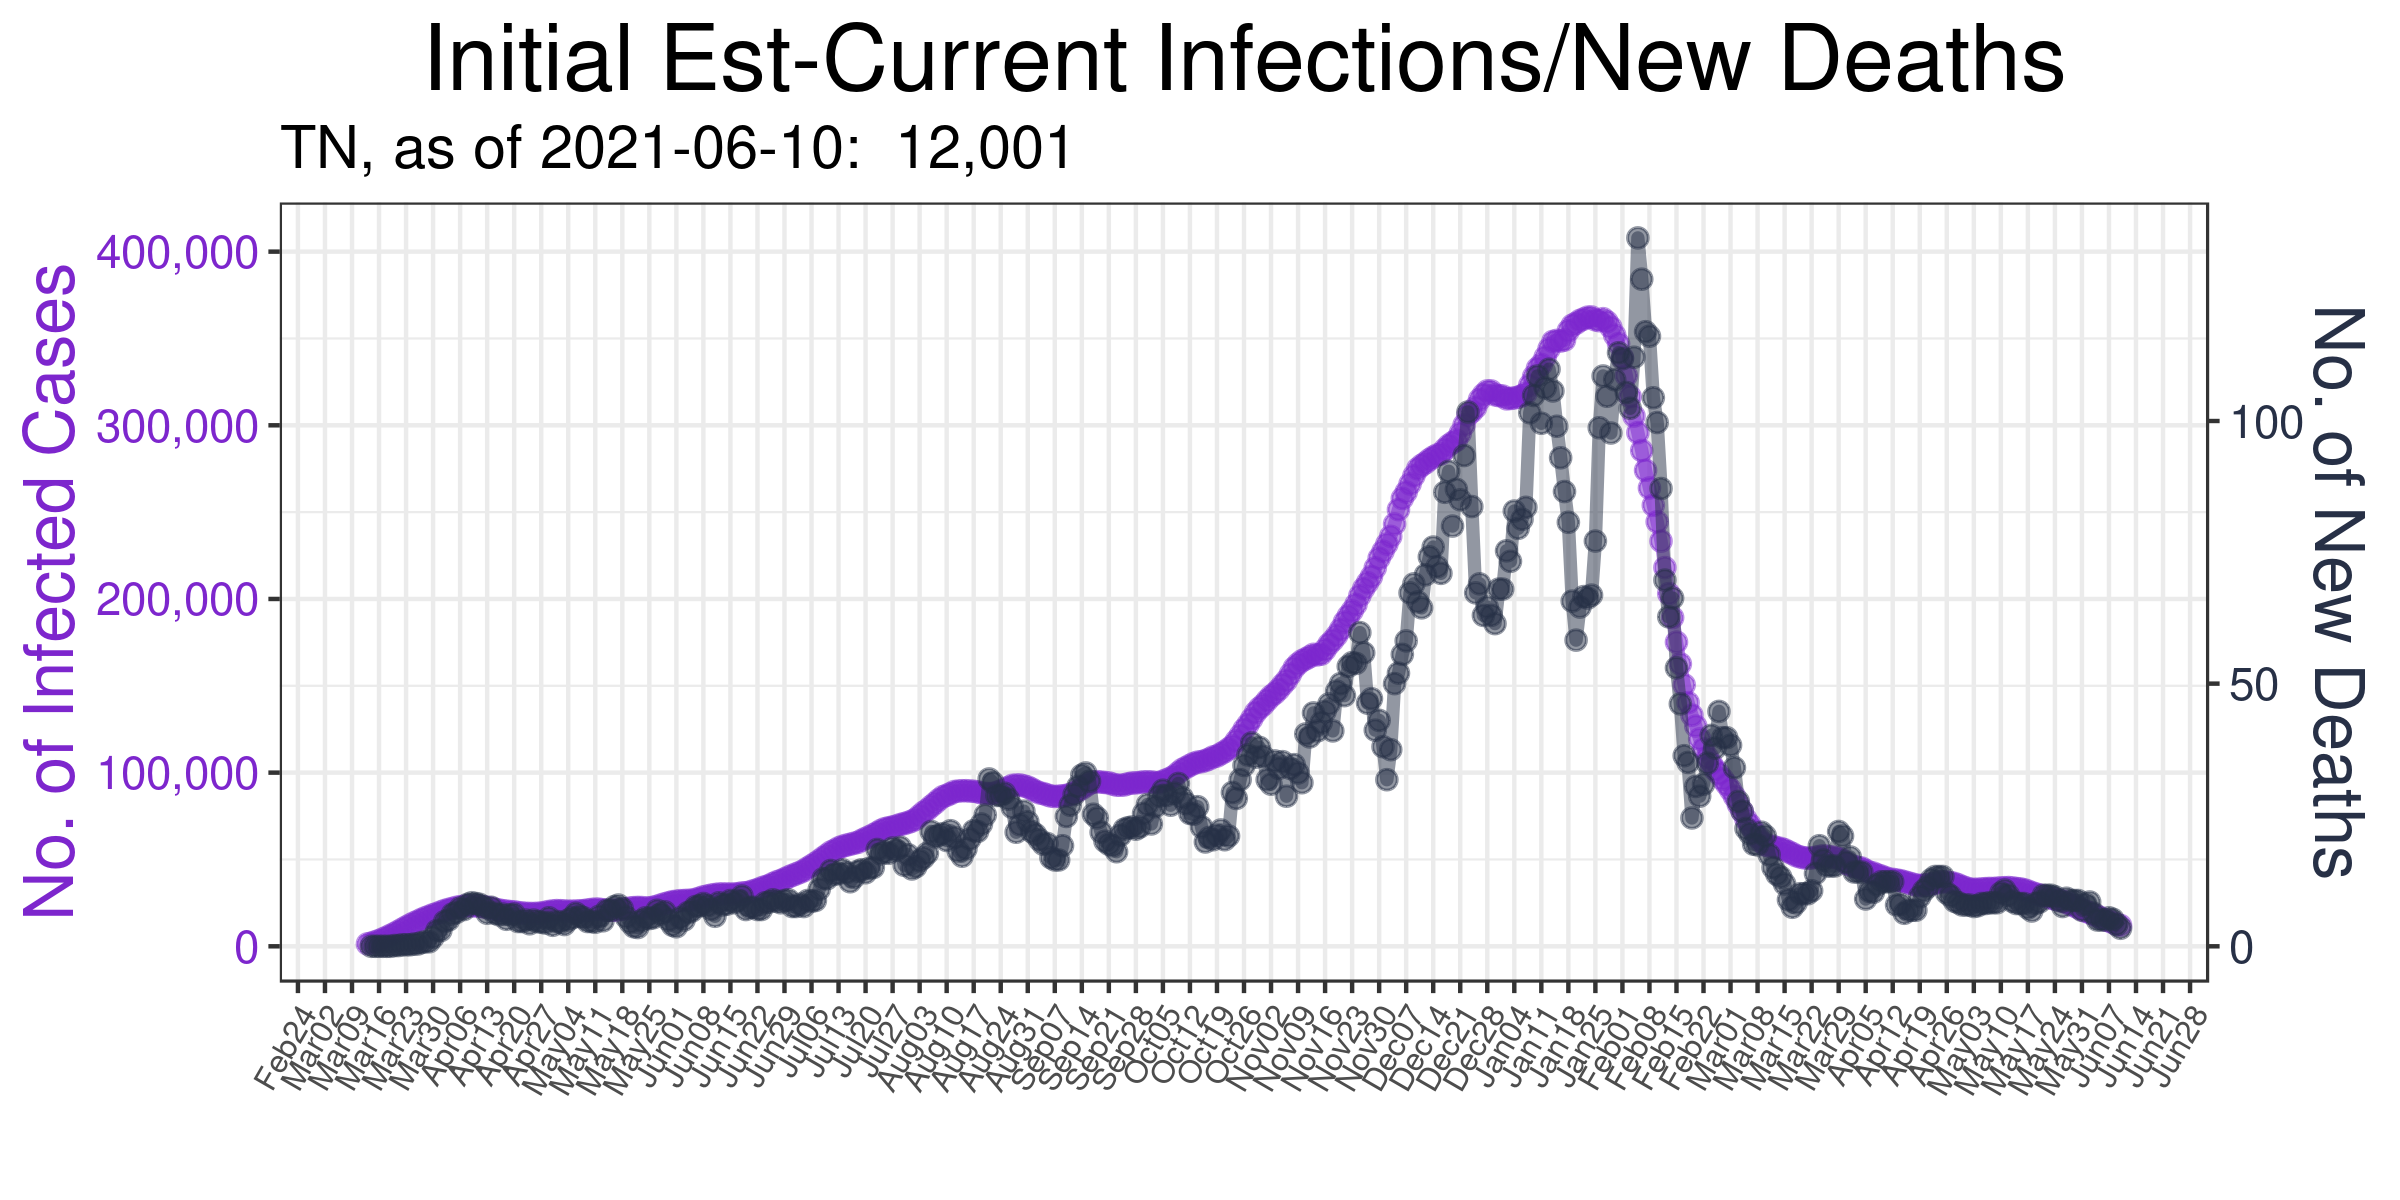 Initial Est-Current Infections/New Deaths
TN, as of 2021-06-10:  12,001
No. of Infected Cases
400,000
300,000
200,000
100,000
0
No. of New Deaths
100
50
0
Feb24
Mar02
Mar09
Mar16
Mar23
Mar30
Apr06
Apr13
Apr20
Apr27
May04
May11
May18
May25
Jun01
Jun08
Jun15
Jun22
Jun29
Jul06
Jul13
Jul20
Jul27
Aug03
Aug10
Aug17
Aug24
Aug31
Sep07
Sep14
Sep21
Sep28
Oct05
Oct12
Oct19
Oct26
Nov02
Nov09
Nov16
Nov23
Nov30
Dec07
Dec14
Dec21
Dec28
Jan04
Jan11
Jan18
Jan25
Feb01
Feb08
Feb15
Feb22
Mar01
Mar08
Mar15
Mar22
Mar29
Apr05
Apr12
Apr19
Apr26
May03
May10
May17
May24
May31
Jun07
Jun14
Jun21
Jun28